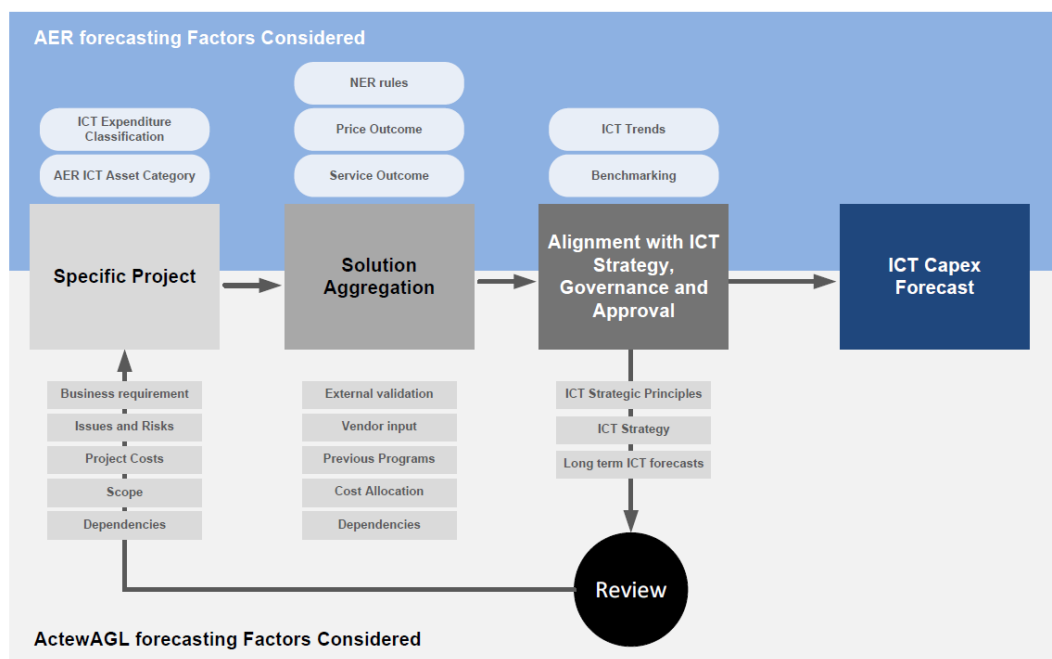 AER forecasting Factors Considered
NER rules
ICT Expenditure
Classification
Price Outcome
ICT Trends
AER ICT Asset Category
Service Outcome
Benchmarking
Specific Project
Solution
Aggregation
Alignment with ICT
Strategy,
Governance and
Approval
ICT Capex
Forecast
Business requirement
Issues and Risks
Project Costs
Scope
Dependencies
External validation
Vendor input
Previous Programs
Cost Allocation
Dependencies
ICT Strategic Principles
ICT Strategy
Long term ICT forecasts
Review
ActewAGL forecasting Factors Considered